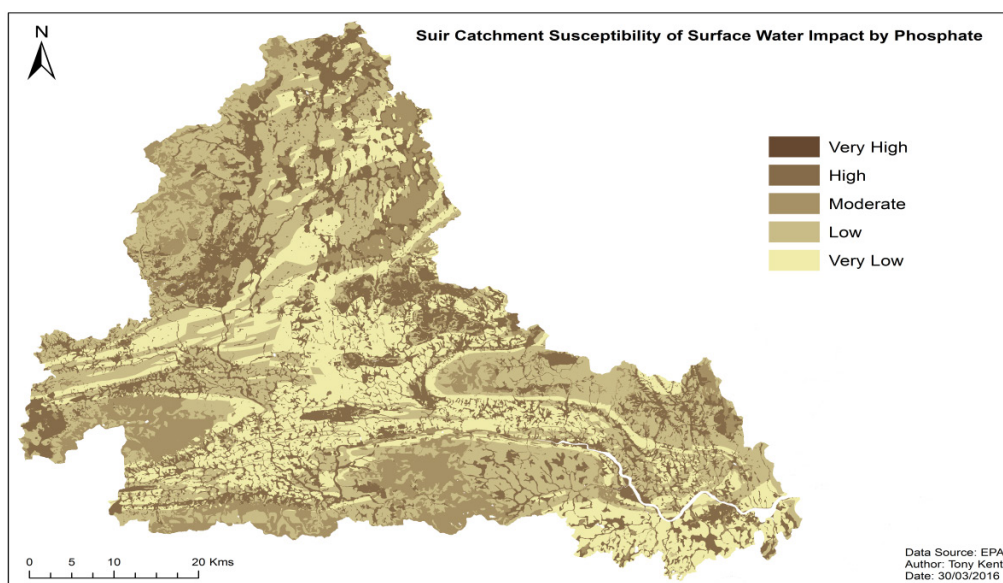 Suir Catchment Susceptibility of Surface Water Impact by Phosphate
N
Very High
High
Moderate
Low
Very Low
0 5 10 20 Kms
Data Source: EPA
Author: Tony Kent
Date: 30/03/2016